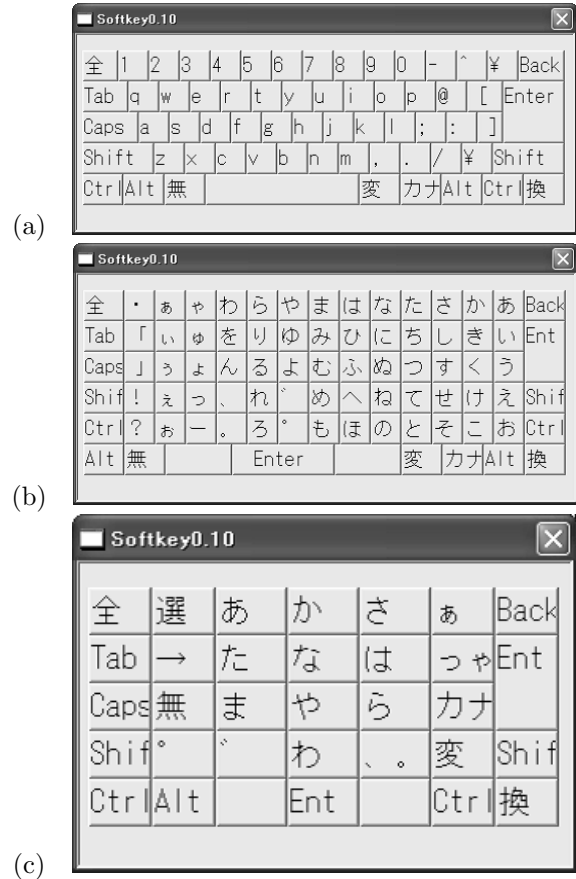 Softkey0.10
全 1 2 3 4 5 6 7 8 9 0 - ^ ¥ Back
Tab q w e r t y u i o p @ [ Enter
Caps a s d f g h j k l ; : ]
Shift z x c v b n m , . / ¥ Shift
Ctrl Alt 無 変 カナ Alt Ctrl 換
(a)
Softkey0.10
全 ・ ぁ ゃ わ ら や ま は な た さ か あ Back
Tab 「 ぃ ゅ を り ゆ み ひ に ち し き い Ent
Caps 」 ぅ ょ ん る よ む ふ ぬ つ す く う
Shif ! ぇ っ 、 れ ゛ め へ ね て せ け え Shif
Ctrl ? ぉ ー 。 ろ ゜ も ほ の と そ こ お Ctrl
Alt 無 Enter 変 カナ Alt 換
(b)
Softkey0.10
全 選 あ か さ ぁ Back
Tab → た な は っゃ Ent
Caps 無 ま や ら カナ
Shif ゜ ゛ わ 、。 変 Shif
Ctrl Alt Ent Ctrl 換
(c)